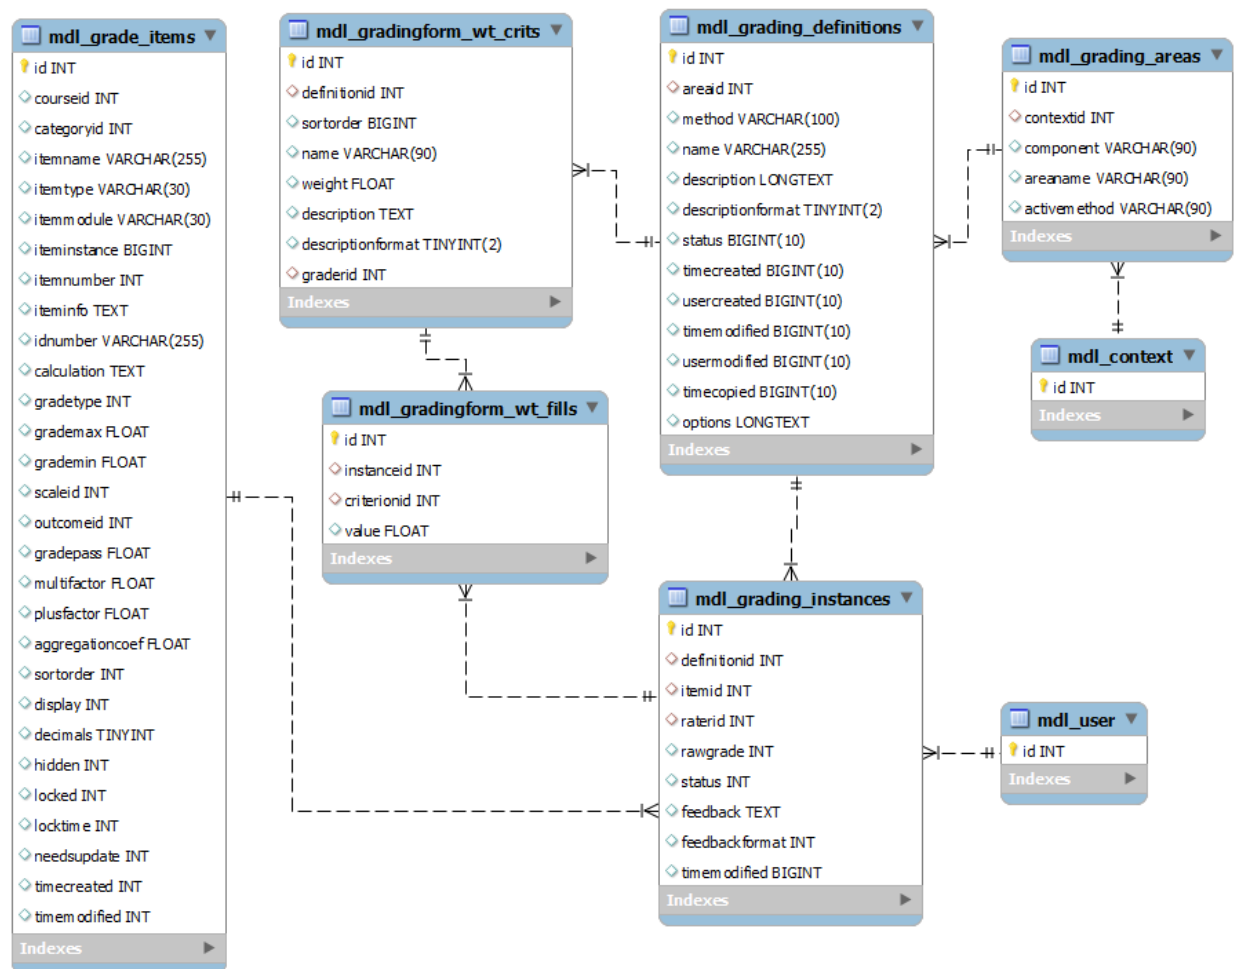 mdl_grade_items
id INT
courseid INT
categoryid INT
itemname VARCHAR(255)
itemtype VARCHAR(30)
itemmodule VARCHAR(30)
iteminstance BIGINT
itemnumber INT
iteminfo TEXT
idnumber VARCHAR(255)
calculation TEXT
gradetype INT
grademax FLOAT
grademin FLOAT
scaleid INT
outcomeid INT
gradepass FLOAT
multifactor FLOAT
plusfactor FLOAT
aggregationcoef FLOAT
sortorder INT
display INT
decimals TINYINT
hidden INT
locked INT
locktime INT
needsupdate INT
timecreated INT
timemodified INT
Indexes
mdl_gradingform_wt_crits
id INT
definitionid INT
sortorder BIGINT
name VARCHAR(90)
weight FLOAT
description TEXT
descriptionformat TINYINT(2)
graderid INT
Indexes
mdl_gradingform_wt_fills
id INT
instanceid INT
criterionid INT
value FLOAT
Indexes
mdl_grading_definitions
id INT
areaid INT
method VARCHAR(100)
name VARCHAR(255)
description LONGTEXT
descriptionformat TINYINT(2)
status BIGINT(10)
timecreated BIGINT(10)
usercreated BIGINT(10)
timemodified BIGINT(10)
usermodified BIGINT(10)
timecopied BIGINT(10)
options LONGTEXT
Indexes
mdl_grading_instances
id INT
definitionid INT
itemid INT
raterid INT
rawgrade INT
status INT
feedback TEXT
feedbackformat INT
timemodified BIGINT
Indexes
mdl_grading_areas
id INT
contextid INT
component VARCHAR(90)
areaname VARCHAR(90)
activemethod VARCHAR(90)
Indexes
mdl_context
id INT
Indexes
mdl_user
id INT
Indexes